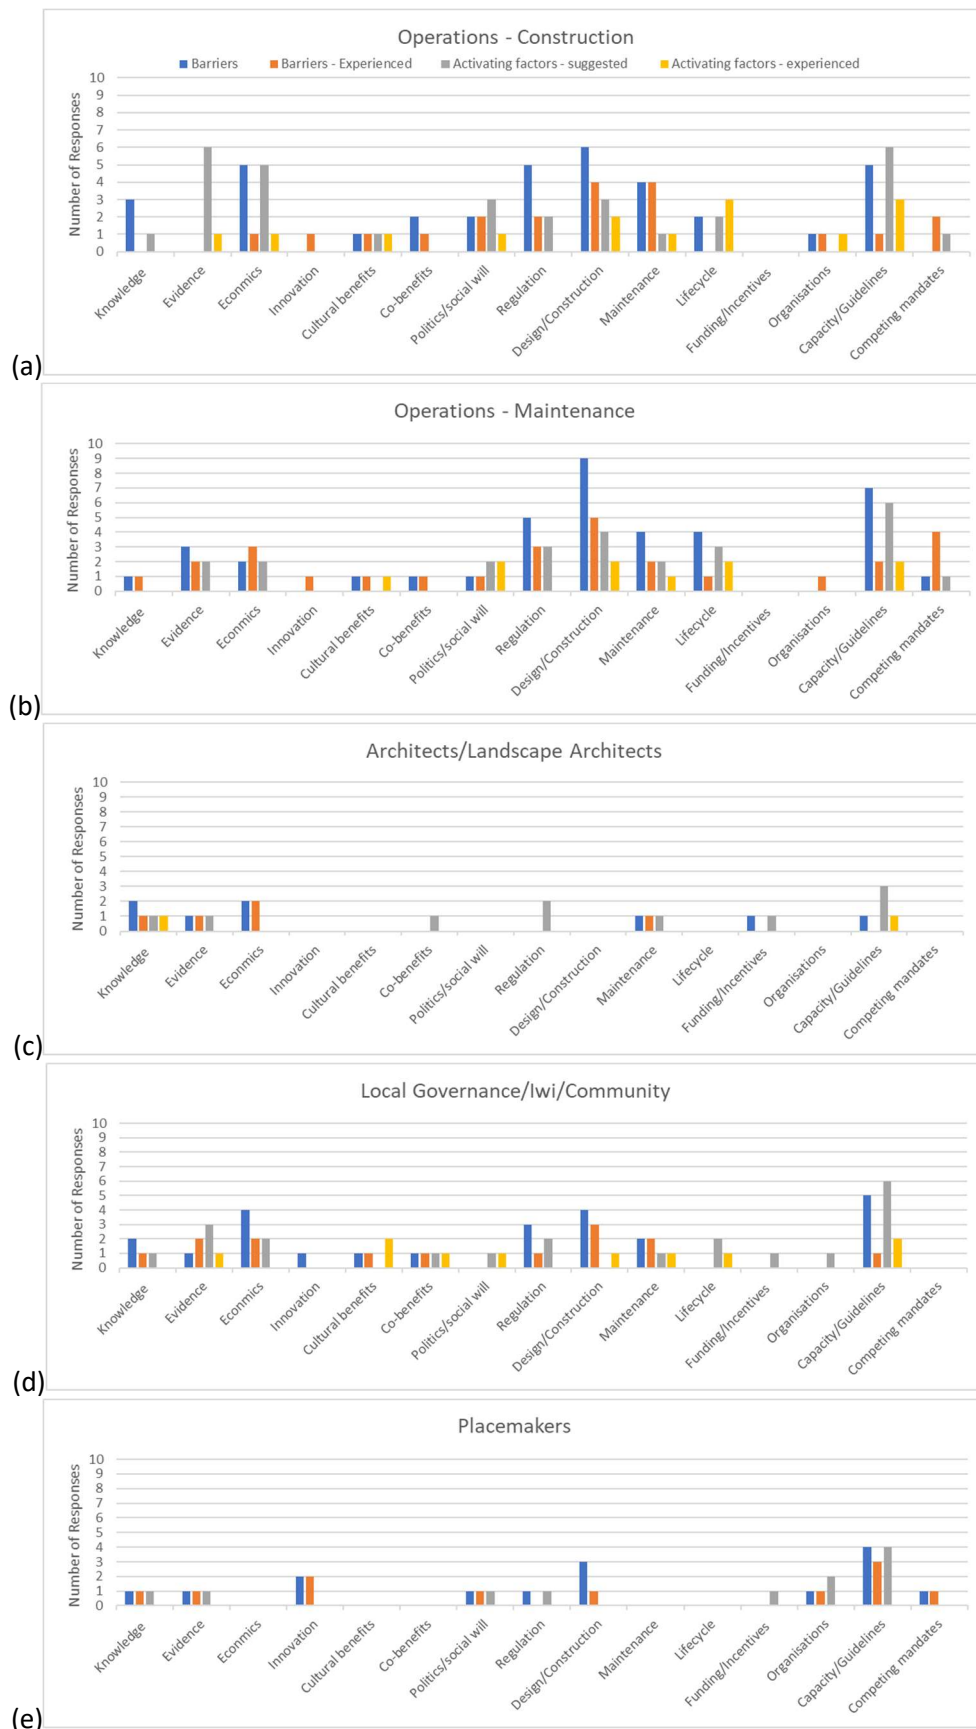 Operations - Construction
Barriers Barriers - Experienced Activating factors - suggested Activating factors - experienced
Number of Responses
10
9
8
7
6
5
4
3
2
1
0
Knowledge Evidence Econmics Innovation Cultural benefits Co-benefits Politics/social will Regulation Design/Construction Maintenance Lifecycle Funding/Incentives Organisations Capacity/Guidelines Competing mandates
(a)
Operations - Maintenance
Number of Responses
10
9
8
7
6
5
4
3
2
1
0
Knowledge Evidence Econmics Innovation Cultural benefits Co-benefits Politics/social will Regulation Design/Construction Maintenance Lifecycle Funding/Incentives Organisations Capacity/Guidelines Competing mandates
(b)
Architects/Landscape Architects
Number of Responses
10
9
8
7
6
5
4
3
2
1
0
Knowledge Evidence Econmics Innovation Cultural benefits Co-benefits Politics/social will Regulation Design/Construction Maintenance Lifecycle Funding/Incentives Organisations Capacity/Guidelines Competing mandates
(c)
Local Governance/Iwi/Community
Number of Responses
10
9
8
7
6
5
4
3
2
1
0
Knowledge Evidence Econmics Innovation Cultural benefits Co-benefits Politics/social will Regulation Design/Construction Maintenance Lifecycle Funding/Incentives Organisations Capacity/Guidelines Competing mandates
(d)
Placemakers
Number of Responses
10
9
8
7
6
5
4
3
2
1
0
Knowledge Evidence Econmics Innovation Cultural benefits Co-benefits Politics/social will Regulation Design/Construction Maintenance Lifecycle Funding/Incentives Organisations Capacity/Guidelines Competing mandates
(e)